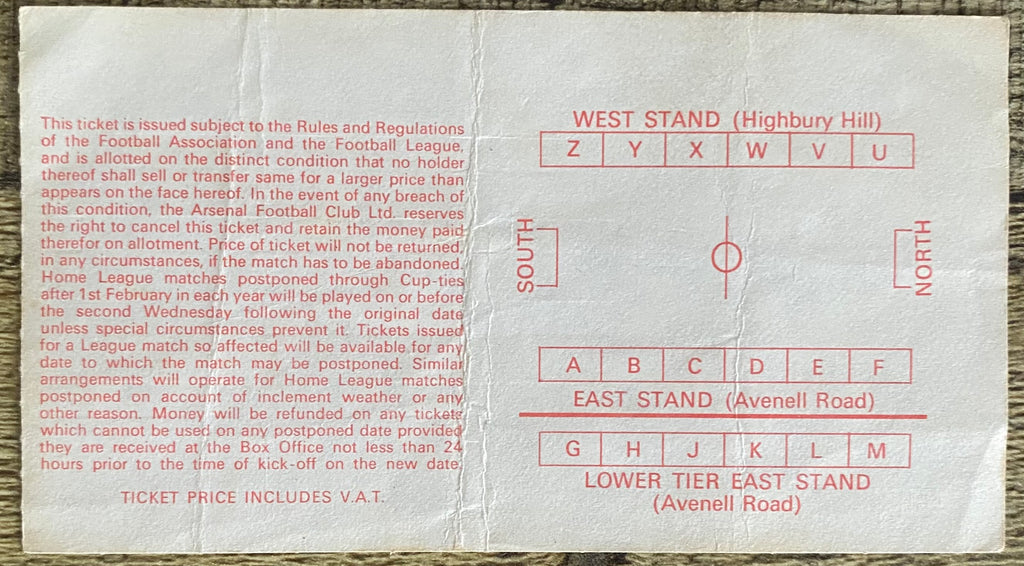 This ticket is issued subject to the Rules and Regulations
of the Football Association and the Football League,
and is allotted on the distinct condition that no holder
thereof shall sell or transfer same for a larger price than
appears on the face hereof. In the event of any breach of
this condition, the Arsenal Football Club Ltd. reserves
the right to cancel this ticket and retain the money paid
therefor on allotment. Price of ticket will not be returned,
in any circumstances, if the match has to be abandoned.
Home League matches postponed through Cup-ties
after 1st February in each year will be played on or before
the second Wednesday following the original date
unless special circumstances prevent it. Tickets issued
for a League match so affected will be available for any
date to which the match may be postponed. Similar
arrangements will operate for Home League matches
postponed on account of inclement weather or any
other reason. Money will be refunded on any tickets
which cannot be used on any postponed date provided
they are received at the Box Office not less than 24
hours prior to the time of kick-off on the new date.
TICKET PRICE INCLUDES V.A.T.
WEST STAND (Highbury Hill)
Z Y X W V U
SOUTH
NORTH
A B C D E F
EAST STAND (Avenell Road)
G H J K L M
LOWER TIER EAST STAND
(Avenell Road)